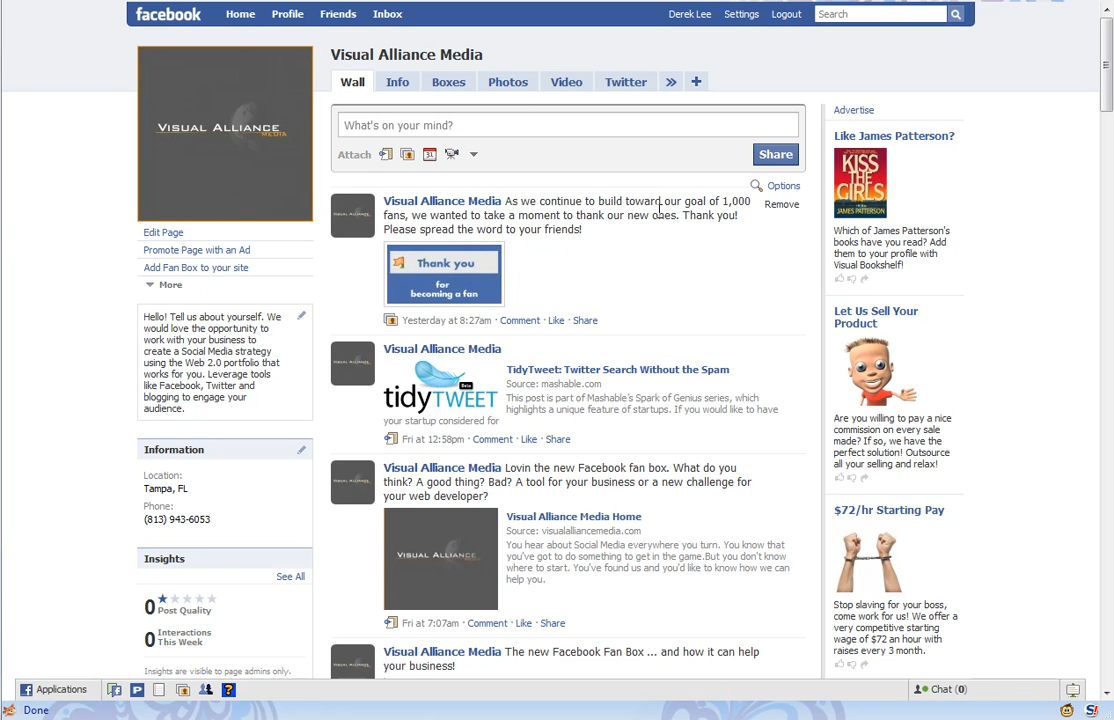 facebook Home Profile Friends Inbox Derek Lee Settings Logout Search
VISUAL ALLIANCE
MEDIA
Edit Page
Promote Page with an Ad
Add Fan Box to your site
More
Hello! Tell us about yourself. We
would love the opportunity to
work with your business to
create a Social Media strategy
using the Web 2.0 portfolio that
works for you. Leverage tools
like Facebook, Twitter and
blogging to engage your
audience.
Information
Location:
Tampa, FL
Phone:
(813) 943-6053
Insights
See All
0 Post Quality
0 Interactions
This Week
Insights are visible to page admins only.
Visual Alliance Media
Wall Info Boxes Photos Video Twitter » +
What's on your mind?
Attach 31 Share
Options
Visual Alliance Media As we continue to build toward our goal of 1,000
fans, we wanted to take a moment to thank our new ones. Thank you!
Please spread the word to your friends!
Remove
Thank you
for
becoming a fan
Yesterday at 8:27am · Comment · Like · Share
Visual Alliance Media
tidyTWEET Beta
TidyTweet: Twitter Search Without the Spam
Source: mashable.com
This post is part of Mashable's Spark of Genius series, which
highlights a unique feature of startups. If you would like to have
your startup considered for
Fri at 12:58pm · Comment · Like · Share
Visual Alliance Media Lovin the new Facebook fan box. What do you
think? A good thing? Bad? A tool for your business or a new challenge for
your web developer?
VISUAL ALLIANCE
Visual Alliance Media Home
Source: visualalliancemedia.com
You hear about Social Media everywhere you turn. You know that
you've got to do something to get in the game.But you don't know
where to start. You've found us and you'd like to know how we can
help you.
Fri at 7:07am · Comment · Like · Share
Visual Alliance Media The new Facebook Fan Box ... and how it can help
your business!
Advertise
Like James Patterson?
KISS
THE
GIRLS
JAMES PATTERSON
Which of James Patterson's
books have you read? Add
them to your profile with
Visual Bookshelf!
Let Us Sell Your
Product
Are you willing to pay a nice
commission on every sale
made? If so, we have the
perfect solution! Outsource
all your selling and relax!
$72/hr Starting Pay
Stop slaving for your boss,
come work for us! We offer a
very competitive starting
wage of $72 an hour with
raises every 3 month.
Applications P ? Chat (0)
Done S!